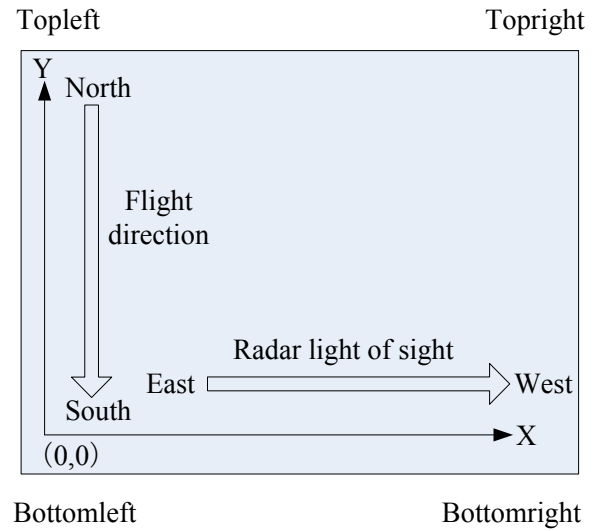 Topleft
Topright
Y
North
Flight
direction
Radar light of sight
East
West
South
X
(0,0)
Bottomleft
Bottomright